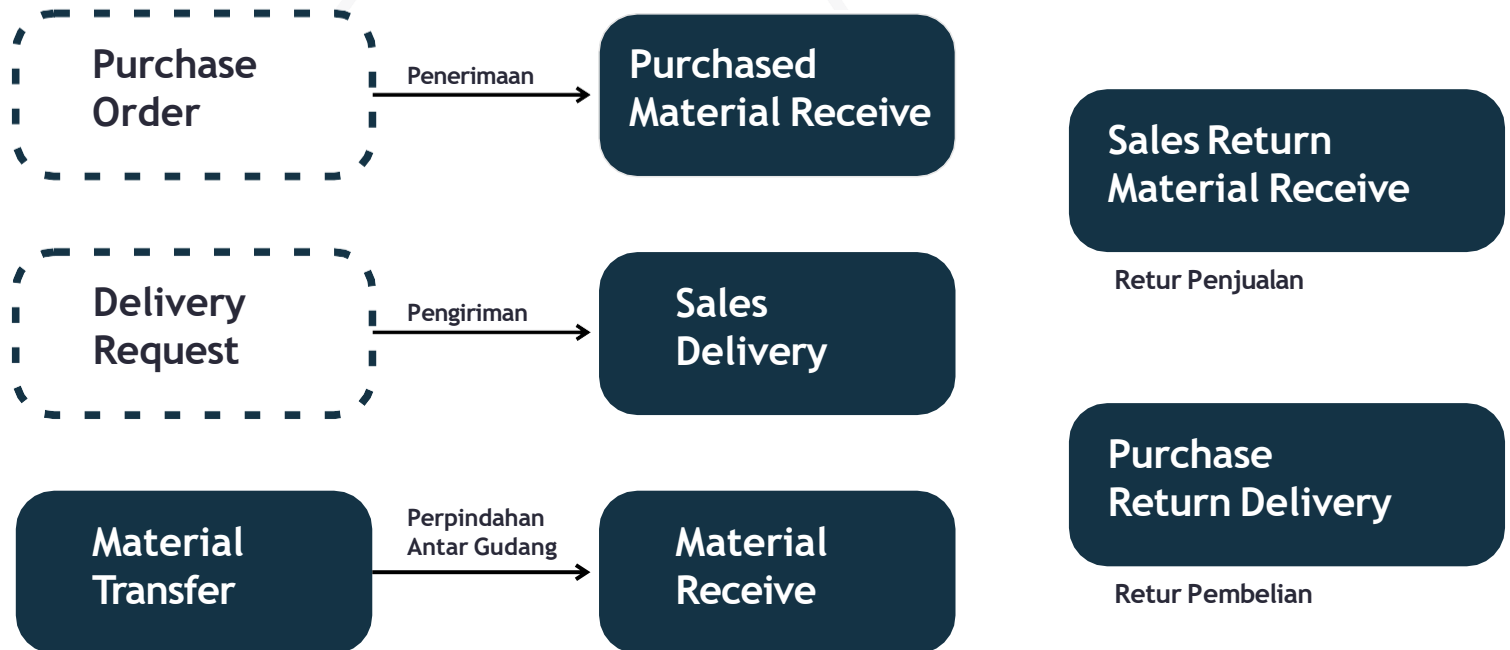 Purchase
Order
Penerimaan
Purchased
Material Receive
Delivery
Request
Pengiriman
Sales
Delivery
Material
Transfer
Perpindahan
Antar Gudang
Material
Receive
Sales Return
Material Receive
Retur Penjualan
Purchase
Return Delivery
Retur Pembelian